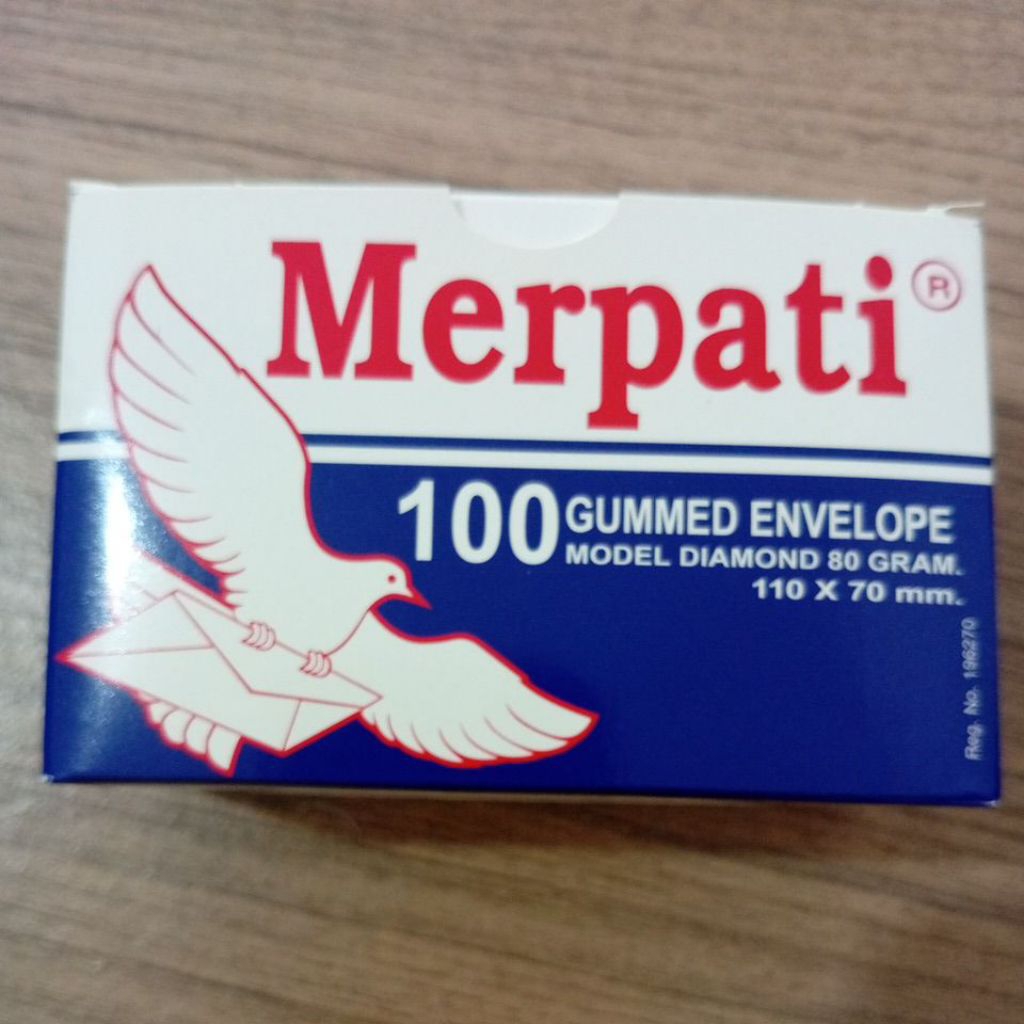 Merpati ®
100 GUMMED ENVELOPE
MODEL DIAMOND 80 GRAM.
110 X 70 mm.
Reg. No. 196270